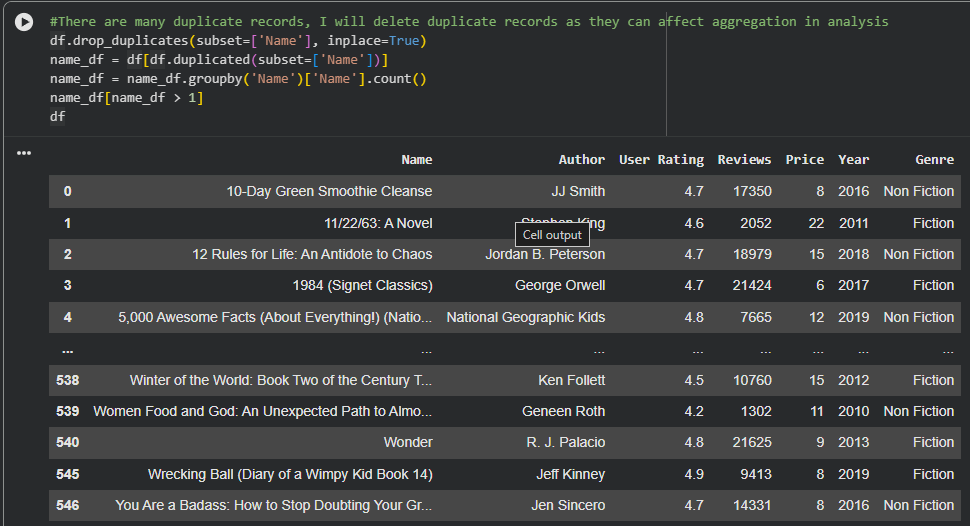 #There are many duplicate records, I will delete duplicate records as they can affect aggregation in analysis
df.drop_duplicates(subset=['Name'], inplace=True)
name_df = df[df.duplicated(subset=['Name'])]
name_df = name_df.groupby('Name')['Name'].count()
name_df[name_df > 1]
df
Name Author User Rating Reviews Price Year Genre
0 10-Day Green Smoothie Cleanse JJ Smith 4.7 17350 8 2016 Non Fiction
1 11/22/63: A Novel Stephen King 4.6 2052 22 2011 Fiction
Cell output
2 12 Rules for Life: An Antidote to Chaos Jordan B. Peterson 4.7 18979 15 2018 Non Fiction
3 1984 (Signet Classics) George Orwell 4.7 21424 6 2017 Fiction
4 5,000 Awesome Facts (About Everything!) (Natio... National Geographic Kids 4.8 7665 12 2019 Non Fiction
... ... ... ... ... ... ... ...
538 Winter of the World: Book Two of the Century T... Ken Follett 4.5 10760 15 2012 Fiction
539 Women Food and God: An Unexpected Path to Almo... Geneen Roth 4.2 1302 11 2010 Non Fiction
540 Wonder R. J. Palacio 4.8 21625 9 2013 Fiction
545 Wrecking Ball (Diary of a Wimpy Kid Book 14) Jeff Kinney 4.9 9413 8 2019 Fiction
546 You Are a Badass: How to Stop Doubting Your Gr... Jen Sincero 4.7 14331 8 2016 Non Fiction